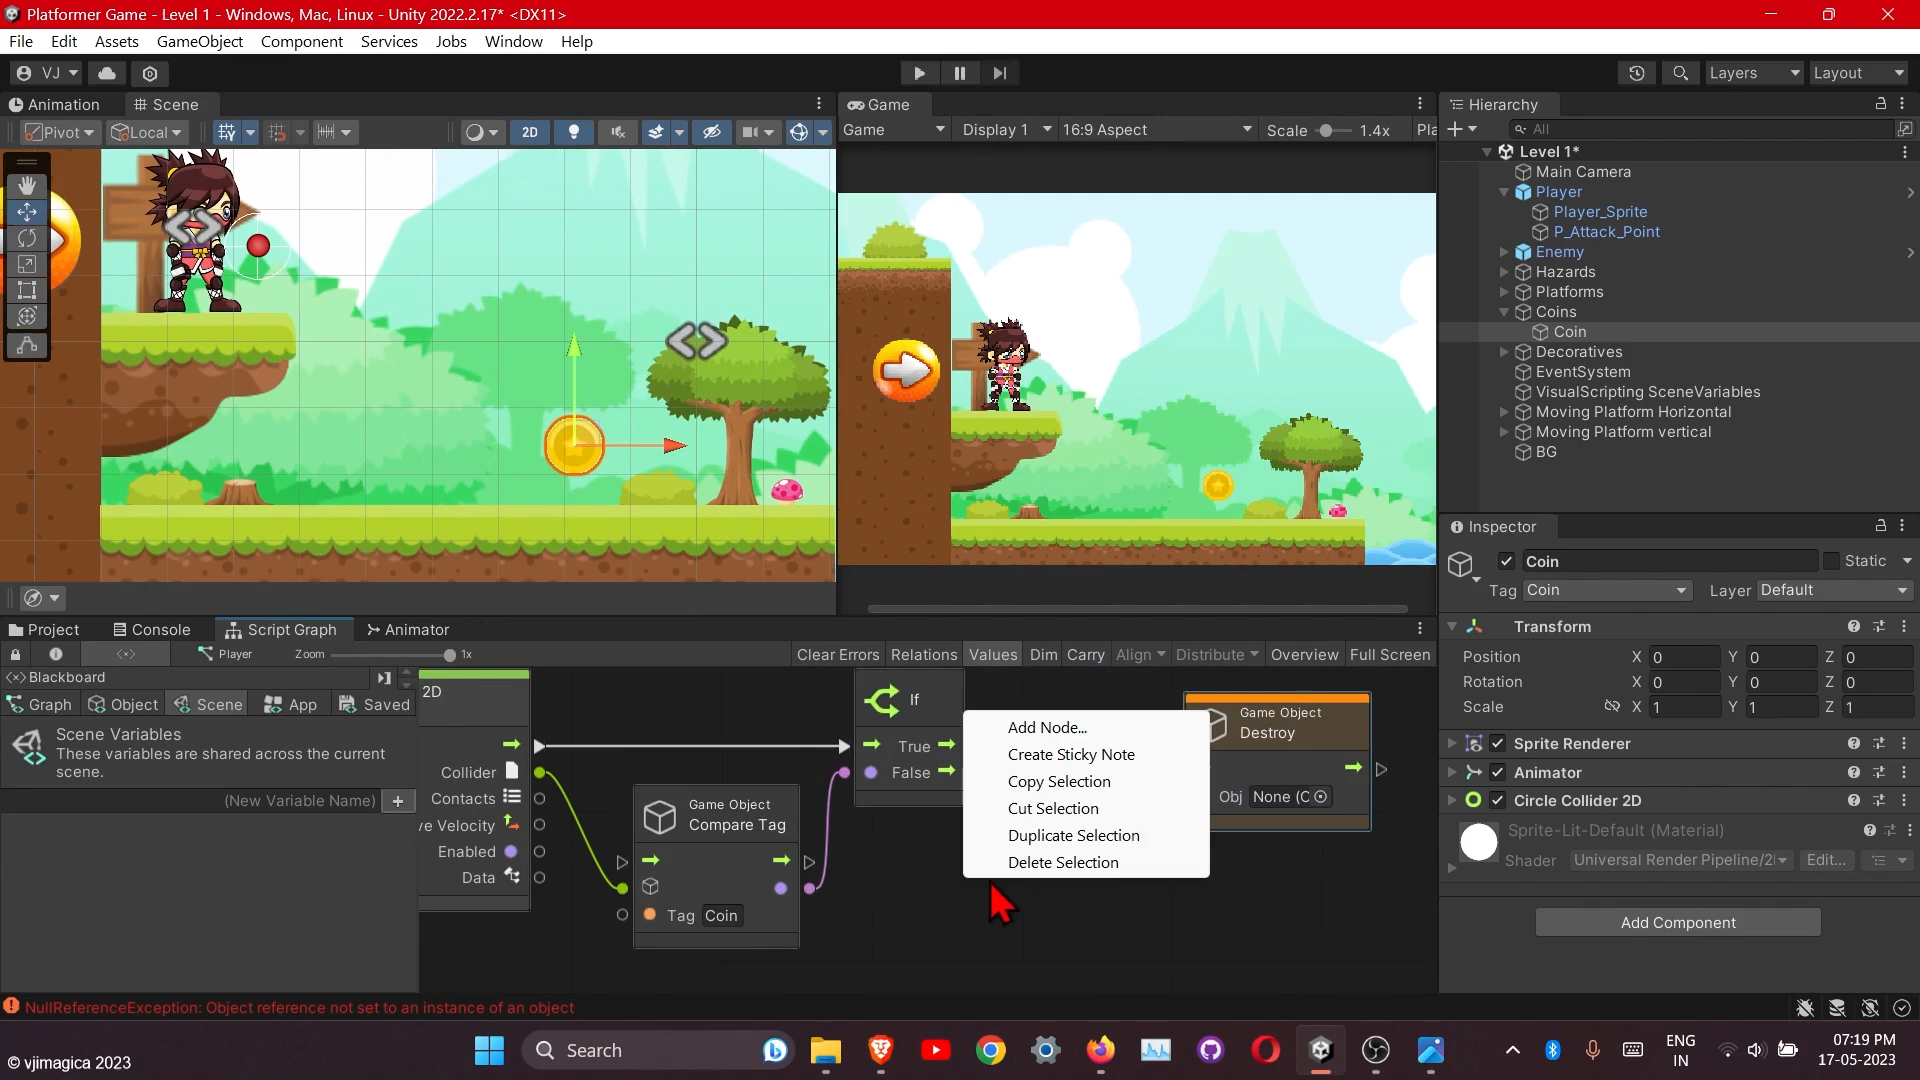 Platformer Game - Level 1 - Windows, Mac, Linux - Unity 2022.2.17* <DX11>
File Edit Assets GameObject Component Services Jobs Window Help
VJ
Layers
Layout
Animation
Scene
Pivot
Local
2D
Game
Game
Display 1
16:9 Aspect
Scale
1.4x
Pla
Hierarchy
All
Level 1*
Main Camera
Player
Player_Sprite
P_Attack_Point
Enemy
Hazards
Platforms
Coins
Coin
Decoratives
EventSystem
VisualScripting SceneVariables
Moving Platform Horizontal
Moving Platform vertical
BG
Inspector
Coin
Static
Tag Coin
Layer Default
Transform
Position X 0 Y 0 Z 0
Rotation X 0 Y 0 Z 0
Scale X 1 Y 1 Z 1
Sprite Renderer
Animator
Circle Collider 2D
Sprite-Lit-Default (Material)
Shader Universal Render Pipeline/2 Edit...
Add Component
Project
Console
Script Graph
Animator
Player
Zoom
1x
Clear Errors Relations Values Dim Carry Align Distribute Overview Full Screen
<×> Blackboard
Graph Object Scene App Saved
Scene Variables
These variables are shared across the current
scene.
(New Variable Name) +
2D
Collider
Contacts
ve Velocity
Enabled
Data
Game Object
Compare Tag
Tag Coin
If
True
False
Add Node...
Create Sticky Note
Copy Selection
Cut Selection
Duplicate Selection
Delete Selection
Game Object
Destroy
Obj None (C
NullReferenceException: Object reference not set to an instance of an object
© vjimagica 2023
Search
ENG
IN
07:19 PM
17-05-2023